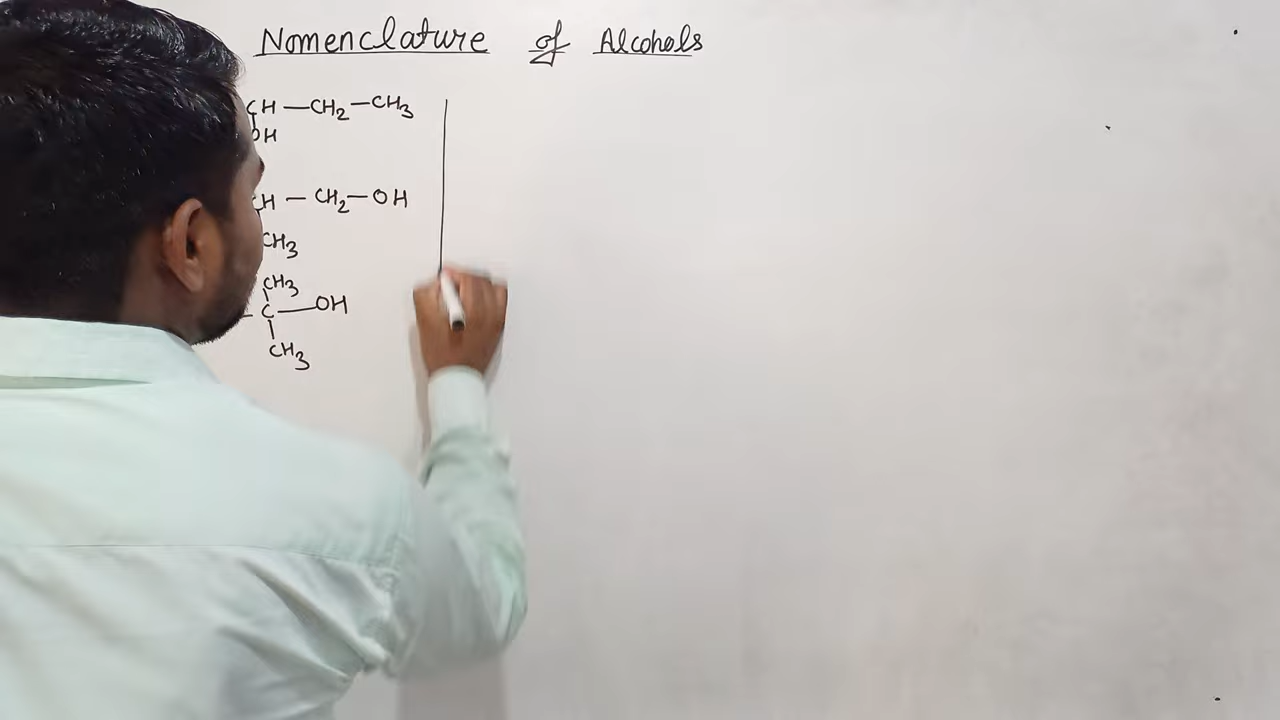 Nomenclature of Alcohols
CH—CH2—CH3
OH
CH—CH2—OH
CH3
CH3
C—OH
CH3